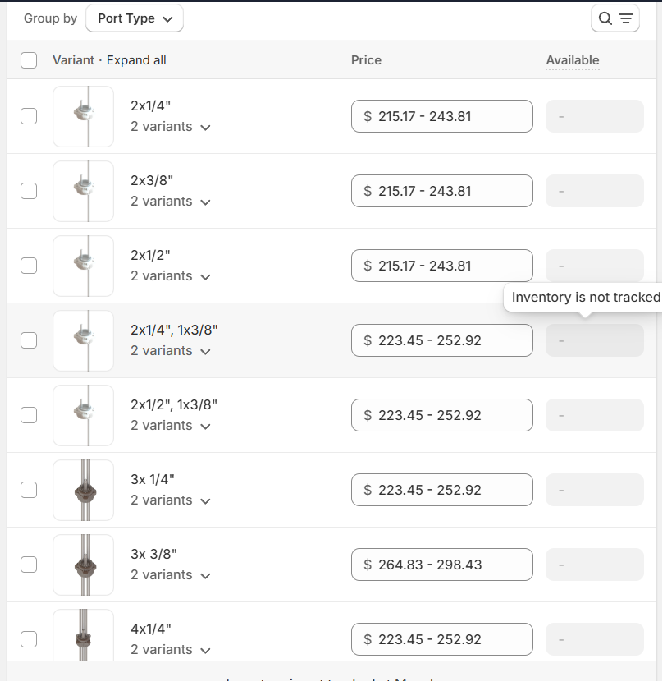 Group by Port Type
Variant · Expand all Price Available
2x1/4"
2 variants
$ 215.17 - 243.81
-
2x3/8"
2 variants
$ 215.17 - 243.81
-
2x1/2"
2 variants
$ 215.17 - 243.81
-
Inventory is not tracked
2x1/4", 1x3/8"
2 variants
$ 223.45 - 252.92
-
2x1/2", 1x3/8"
2 variants
$ 223.45 - 252.92
-
3x 1/4"
2 variants
$ 223.45 - 252.92
-
3x 3/8"
2 variants
$ 264.83 - 298.43
-
4x1/4"
2 variants
$ 223.45 - 252.92
-